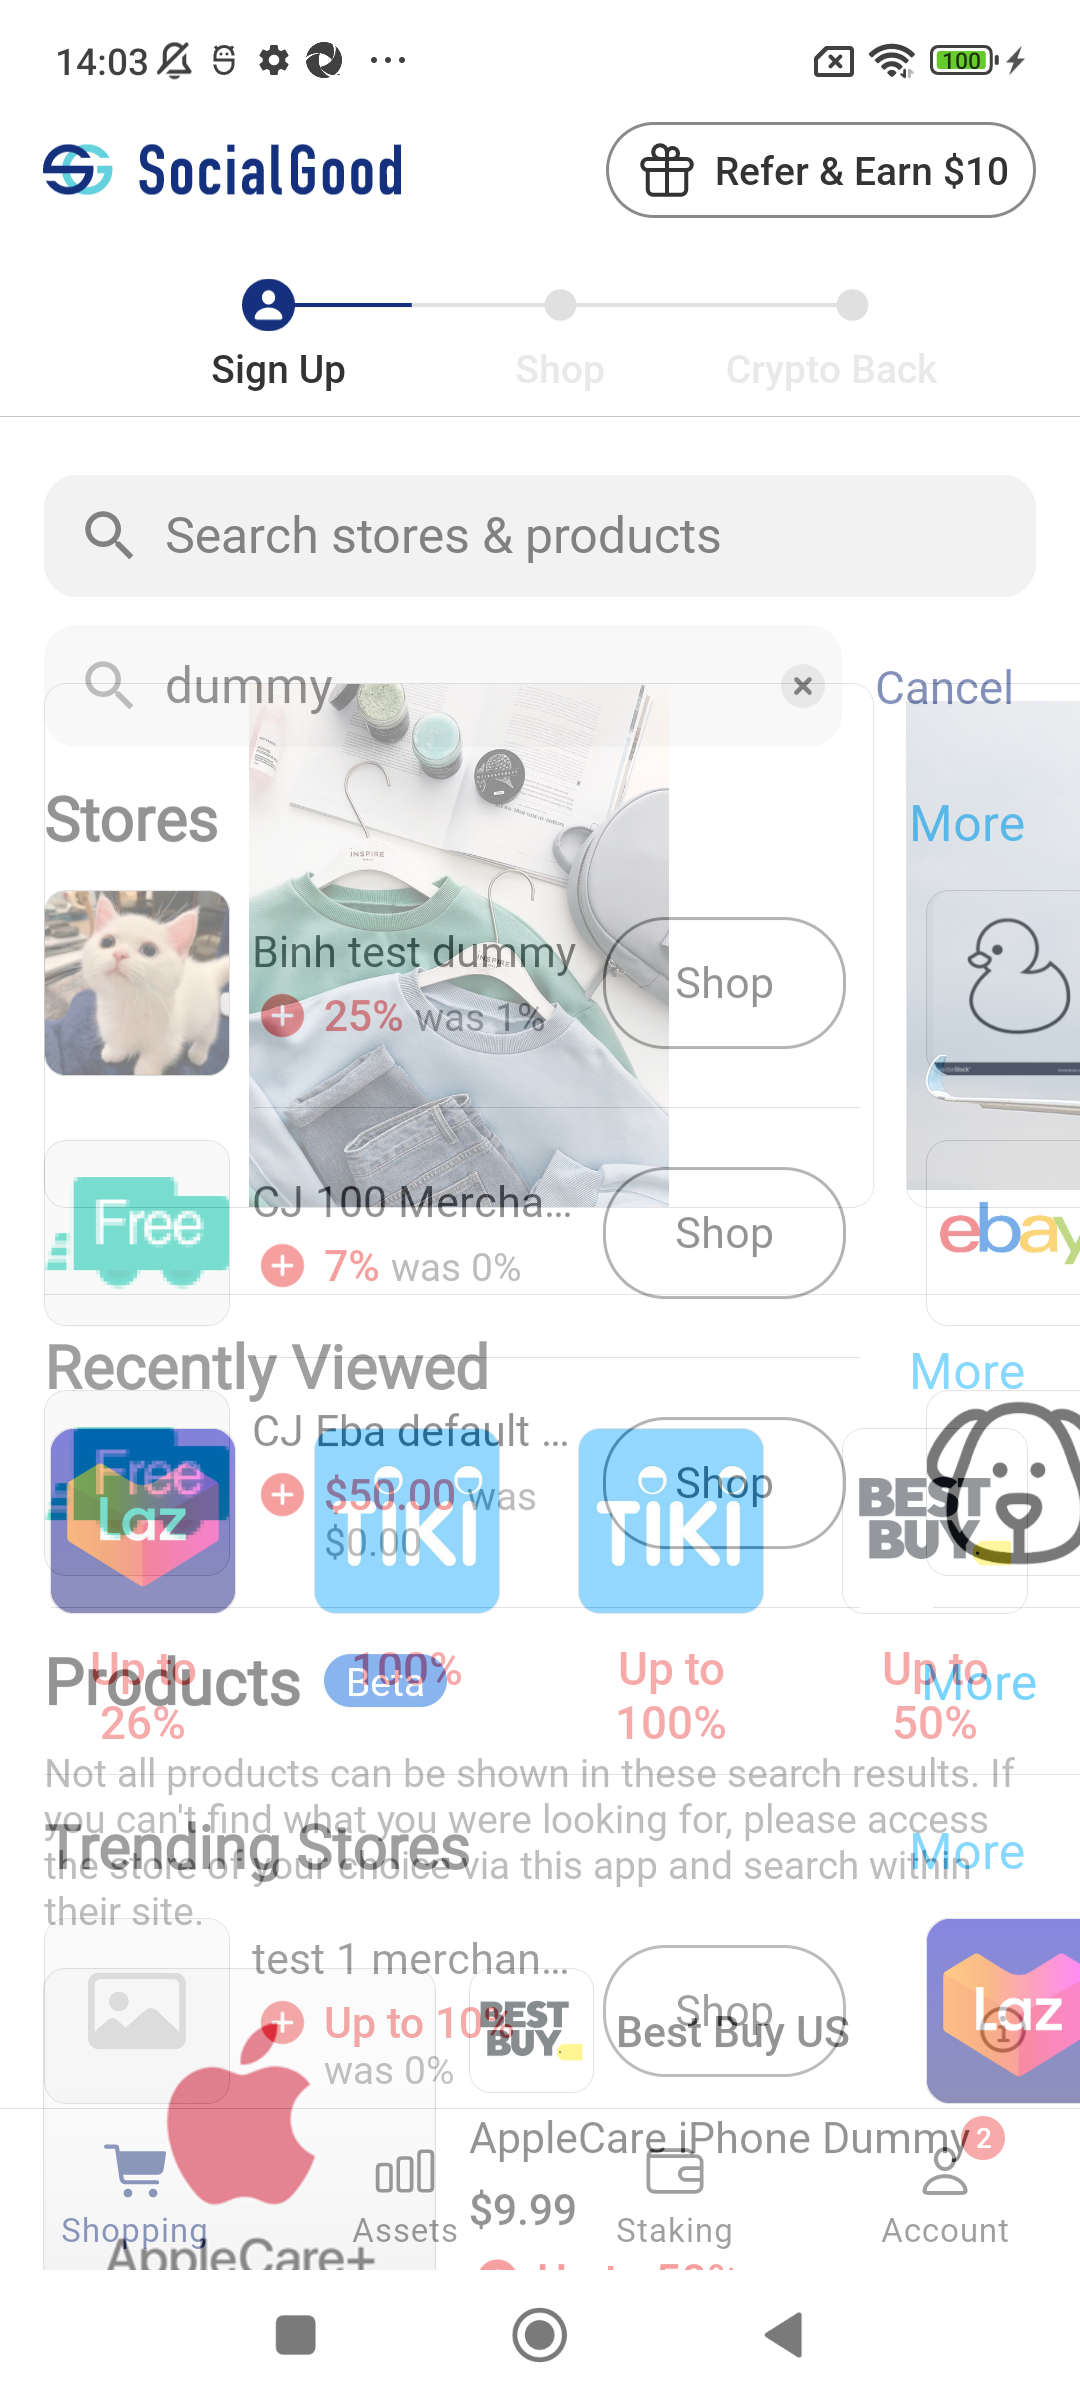 14:03
100
SocialGood
Refer & Earn $10
Sign Up
Shop
Crypto Back
Search stores & products
dummy
Cancel
Stores
More
INSPIRE
Binh test dummy
25% was 1%
Shop
CJ 100 Mercha...
7% was 0%
Shop
Free
ebay
Recently Viewed
More
CJ Eba default ...
$50.00 was
$0.00
Shop
Free
Laz
TIKI
TIKI
BEST
BUY
Products
Beta
More
Up to
26%
100%
Up to
100%
Up to
50%
Not all products can be shown in these search results. If
you can't find what you were looking for, please access
the store of your choice via this app and search within
their site.
Trending Stores
More
test 1 merchan...
Up to 10%
was 0%
Shop
BEST
BUY
Best Buy US
Laz
AppleCare iPhone Dummy
2
$9.99
Shopping
Assets
Staking
Account
AppleCare+